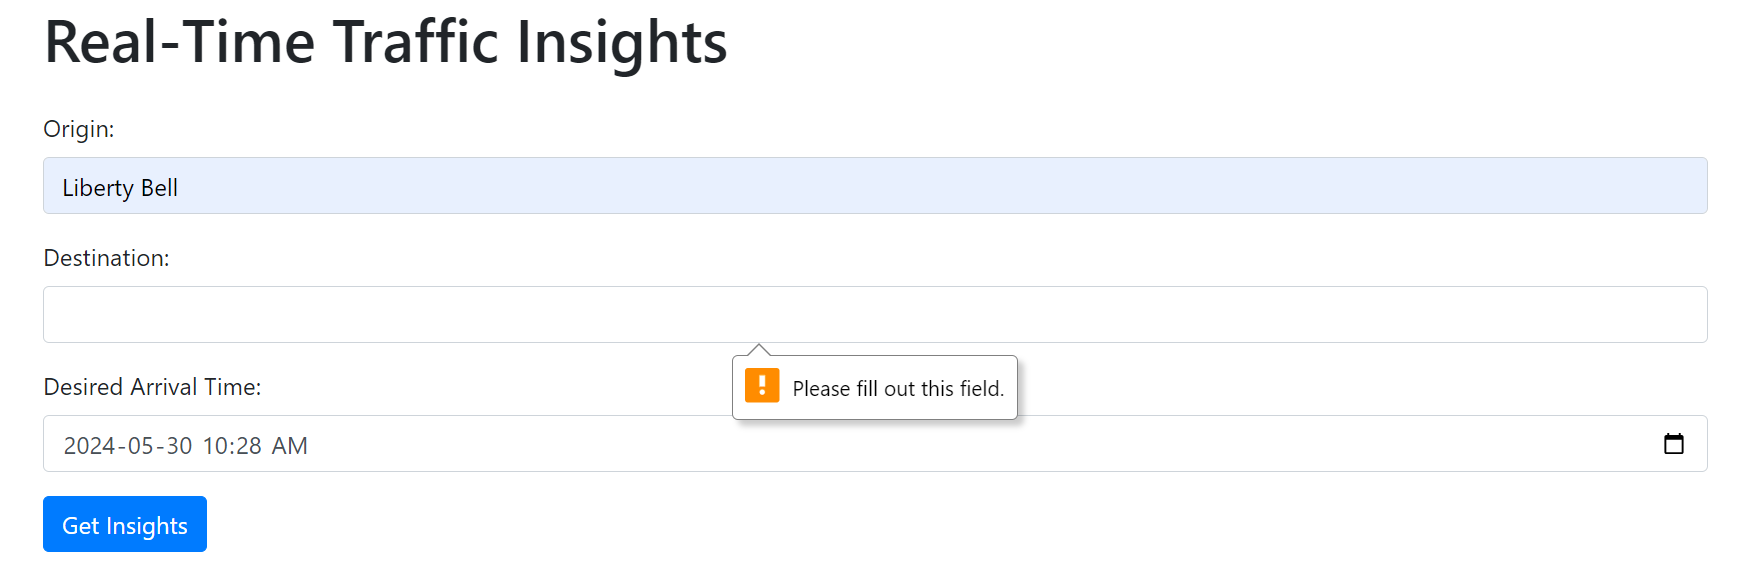 Real-Time Traffic Insights
Origin:
Liberty Bell
Destination:
Please fill out this field.
Desired Arrival Time:
2024-05-30 10:28 AM
Get Insights